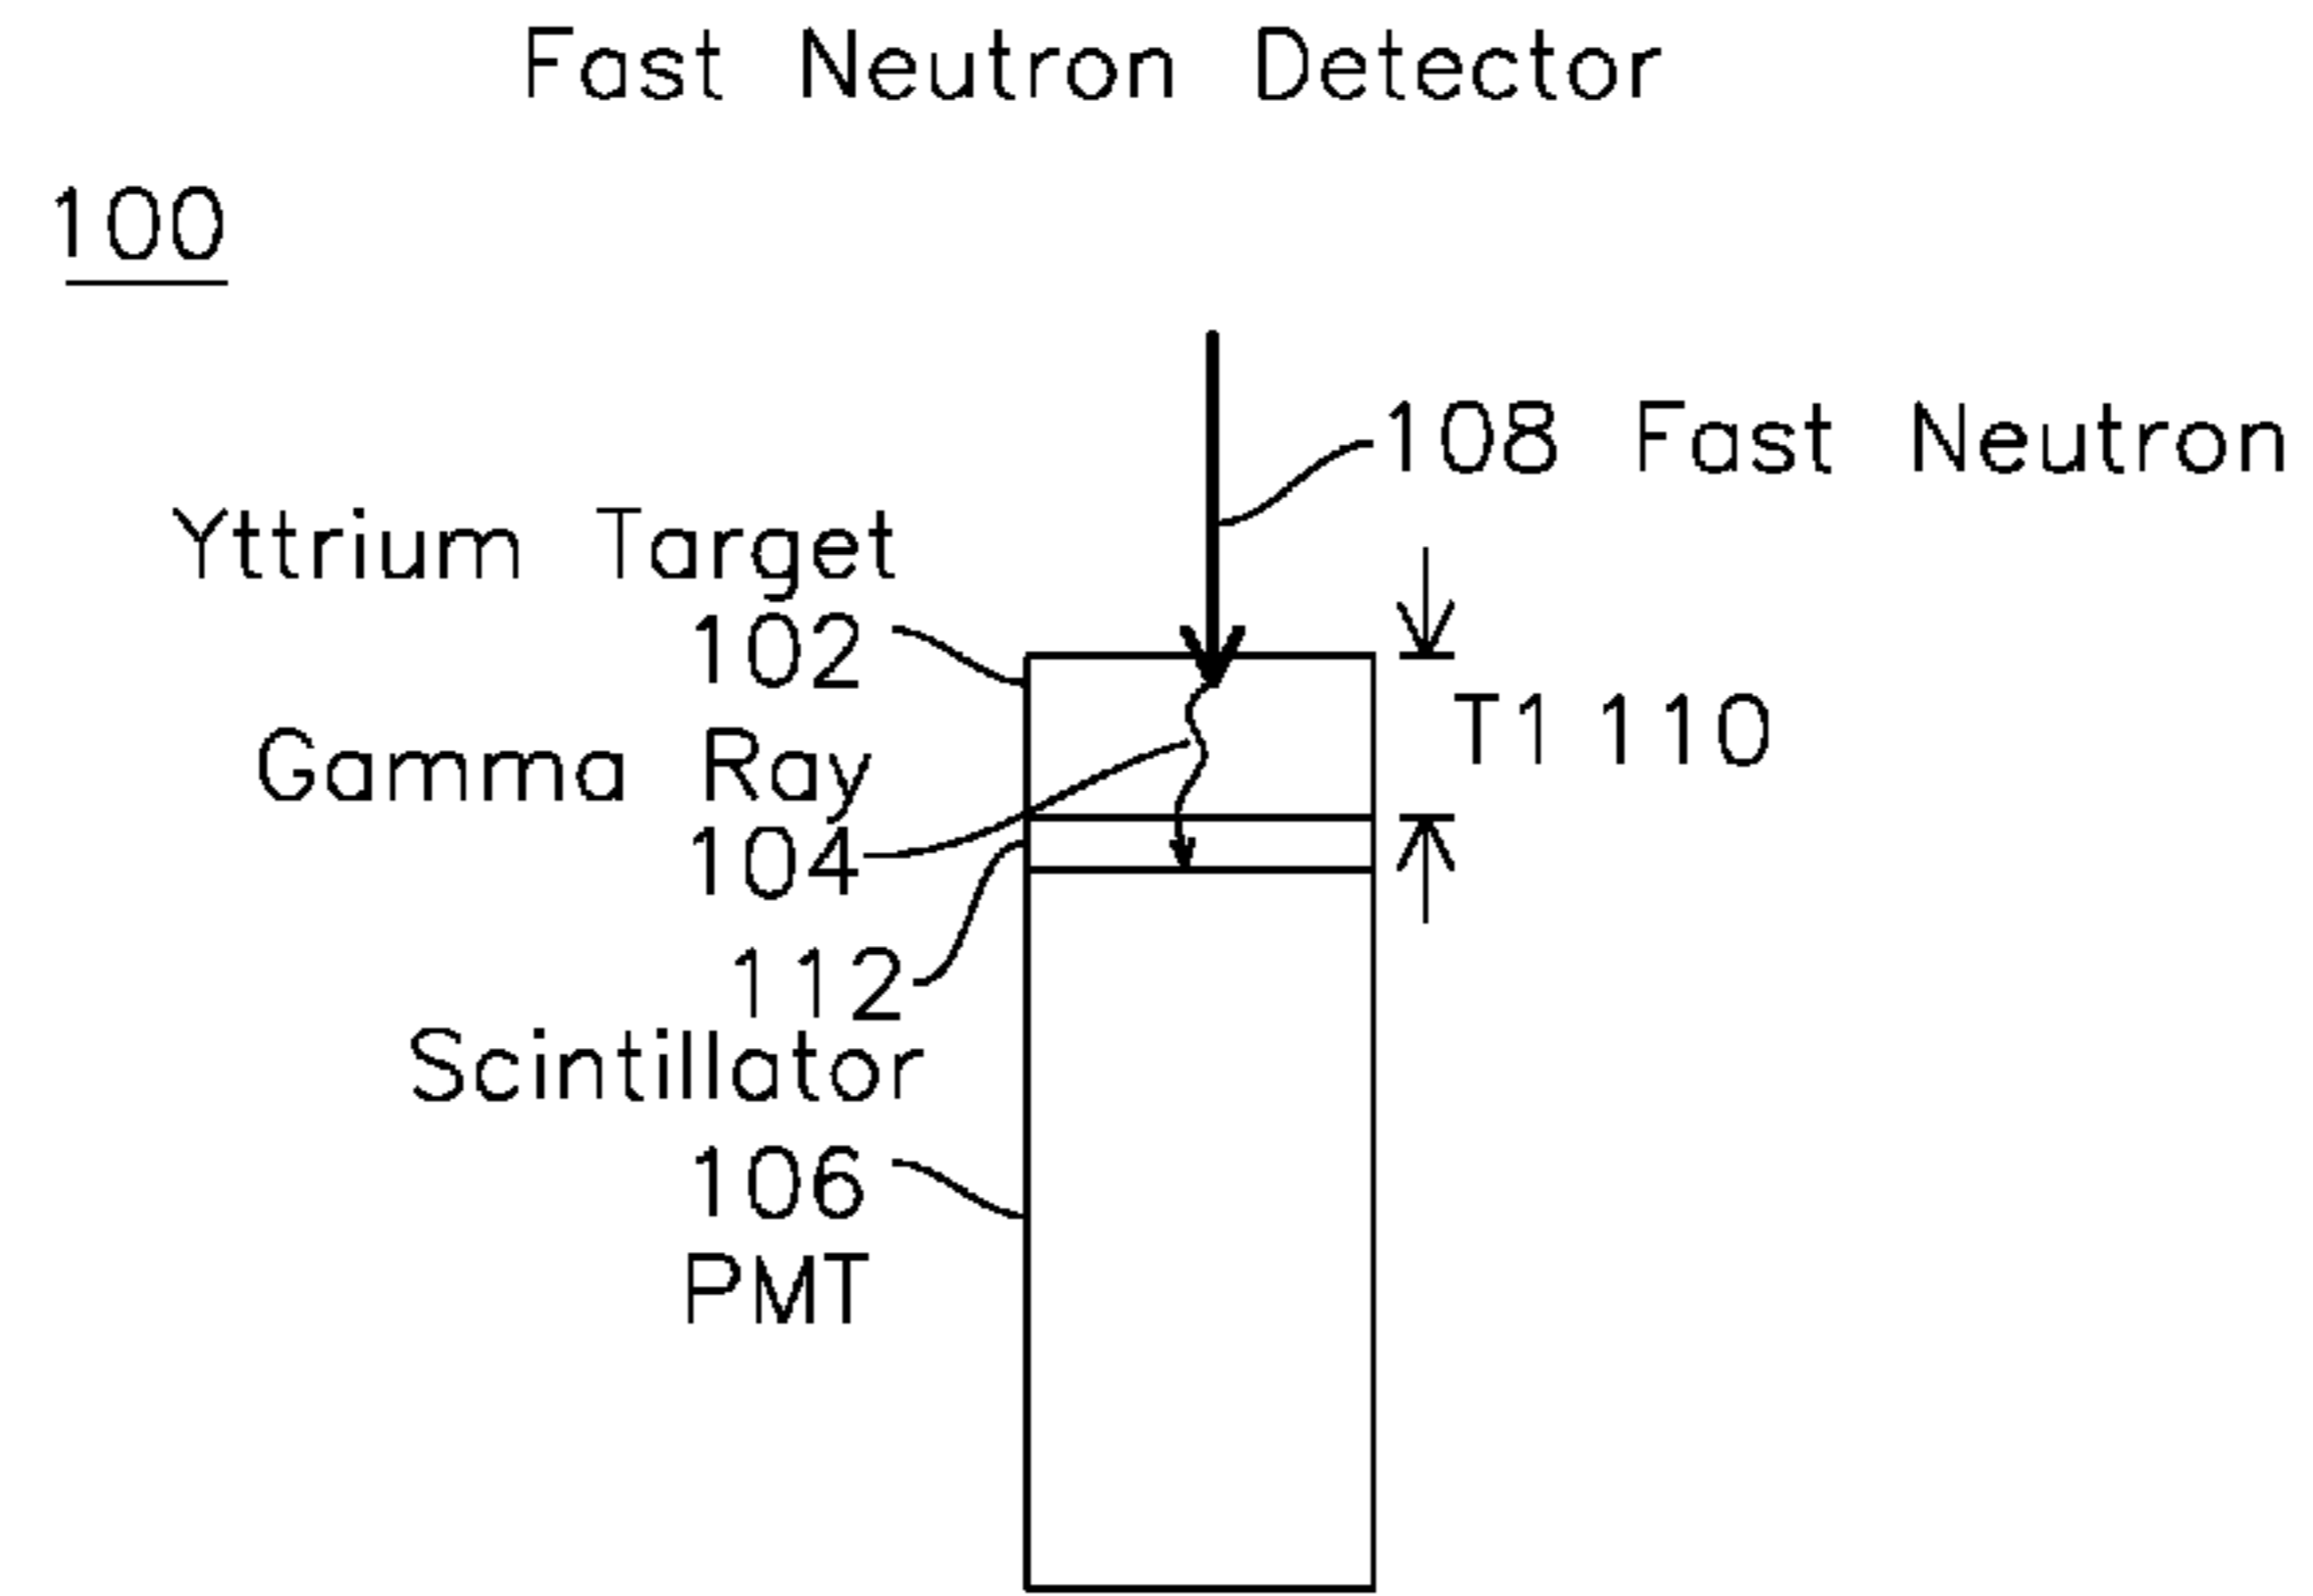 Fast Neutron Detector
100
108 Fast Neutron
Yttrium Target
102
T1 110
Gamma Ray
104
112
Scintillator
106
PMT